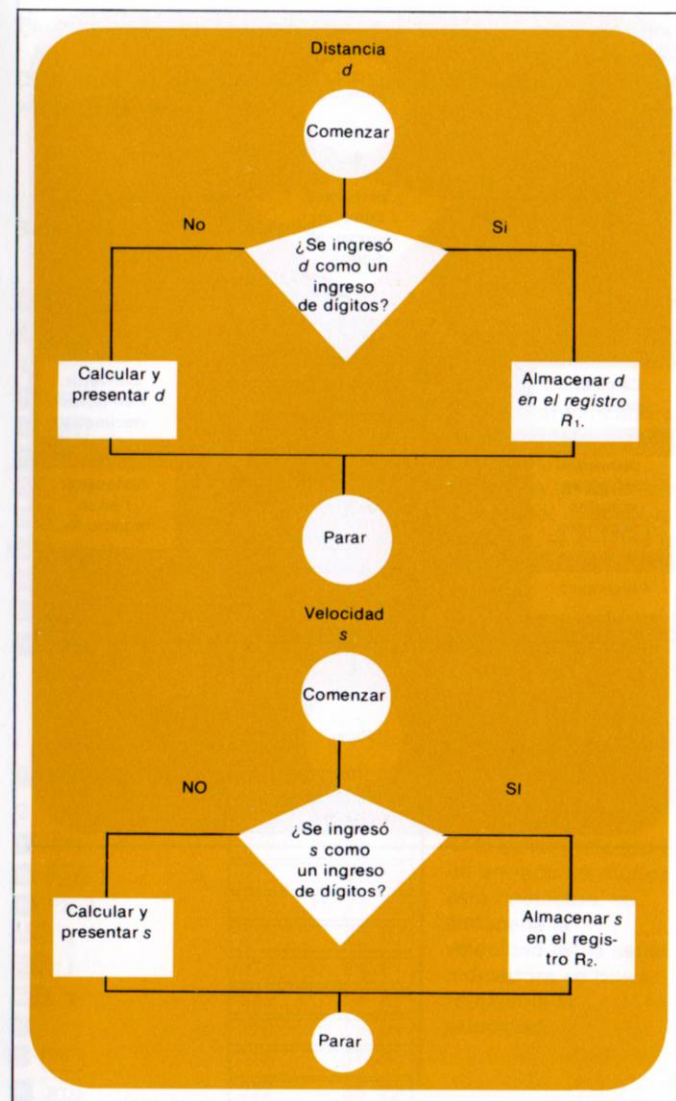 Distancia
d
Comenzar
No
Si
¿Se ingresó
d como un
ingreso
de dígitos?
Calcular y
presentar d
Almacenar d
en el registro
R₁.
Parar
Velocidad
s
Comenzar
NO
SI
¿Se ingresó
s como
un ingreso
de dígitos?
Calcular y
presentar s
Almacenar s
en el regis-
tro R₂.
Parar